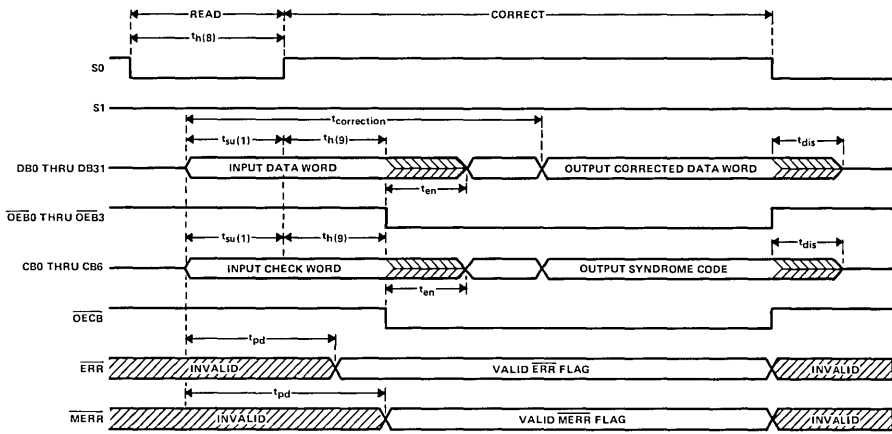 READ CORRECT
th(8)
S0
S1
tcorrection
tsu(1) th(9) tdis
DB0 THRU DB31 INPUT DATA WORD OUTPUT CORRECTED DATA WORD
ten
OEB0 THRU OEB3
tsu(1) th(9) tdis
CB0 THRU CB6 INPUT CHECK WORD OUTPUT SYNDROME CODE
ten
OECB
tpd
ERR INVALID VALID ERR FLAG INVALID
tpd
MERR INVALID VALID MERR FLAG INVALID